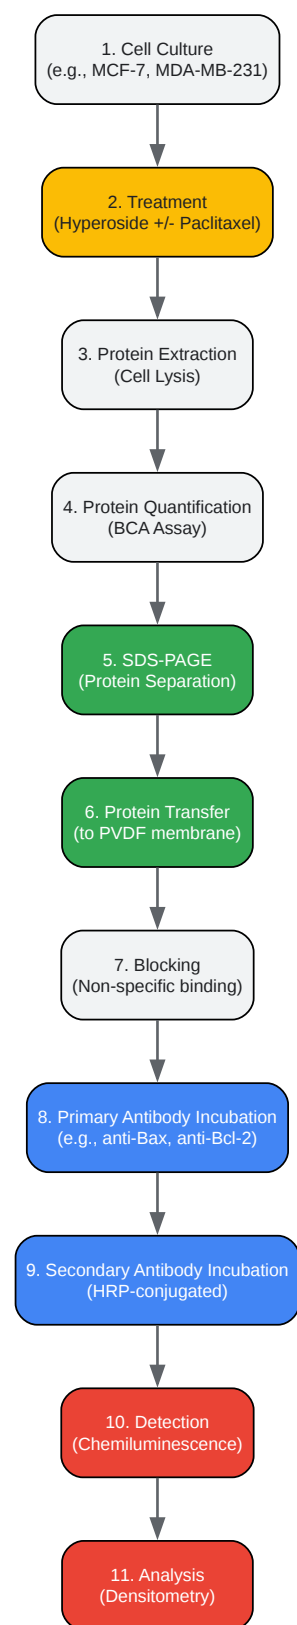 1. Cell Culture
(e.g., MCF-7, MDA-MB-231)
2. Treatment
(Hyperoside +/- Paclitaxel)
3. Protein Extraction
(Cell Lysis)
4. Protein Quantification
(BCA Assay)
5. SDS-PAGE
(Protein Separation)
6. Protein Transfer
(to PVDF membrane)
7. Blocking
(Non-specific binding)
8. Primary Antibody Incubation
(e.g., anti-Bax, anti-Bcl-2)
9. Secondary Antibody Incubation
(HRP-conjugated)
10. Detection
(Chemiluminescence)
11. Analysis
(Densitometry)